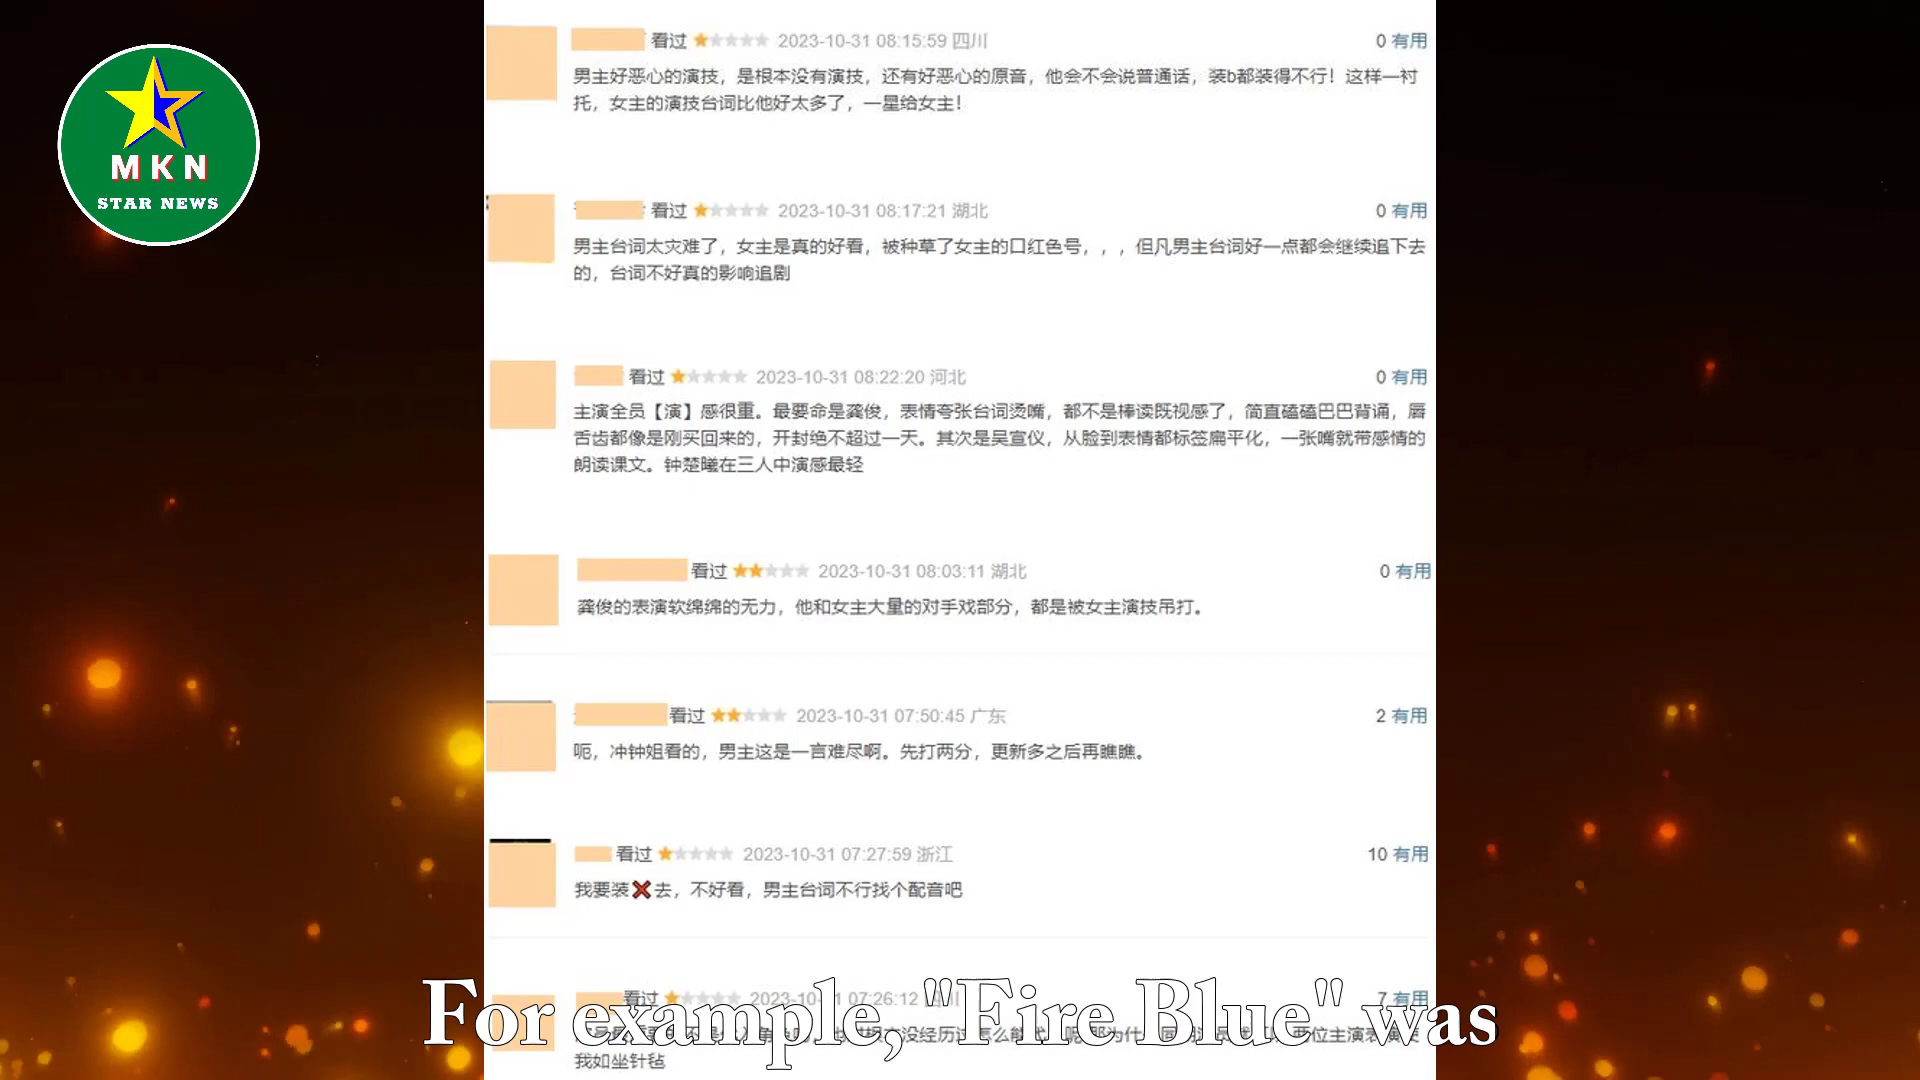 MKN
STAR NEWS
看过 2023-10-31 08:15:59 四川 0 有用
男主好恶心的演技，是根本没有演技，还有好恶心的原音，他会不会说普通话，装b都装得不行！这样一衬
托，女主的演技台词比他好太多了，一星给女主！
看过 2023-10-31 08:17:21 湖北 0 有用
男主台词太灾难了，女主是真的好看，被种草了女主的口红色号，，，但凡男主台词好一点都会继续追下去
的，台词不好真的影响追剧
看过 2023-10-31 08:22:20 河北 0 有用
主演全员【演】感很重。最要命是龚俊，表情夸张台词烫嘴，都不是棒读既视感了，简直磕磕巴巴背诵，唇
舌齿都像是刚买回来的，开封绝不超过一天。其次是吴宣仪，从脸到表情都标签扁平化，一张嘴就带感情的
朗读课文。钟楚曦在三人中演感最轻
看过 2023-10-31 08:03:11 湖北 0 有用
龚俊的表演软绵绵的无力，他和女主大量的对手戏部分，都是被女主演技吊打。
看过 2023-10-31 07:50:45 广东 2 有用
呃，冲钟姐看的，男主这是一言难尽啊。先打两分，更新多之后再瞧瞧。
看过 2023-10-31 07:27:59 浙江 10 有用
我要装❌去，不好看，男主台词不行找个配音吧
看过 2023-10-31 07:26:12 7 有用
两位主演
我如坐针毡
For example, "Fire Blue" was